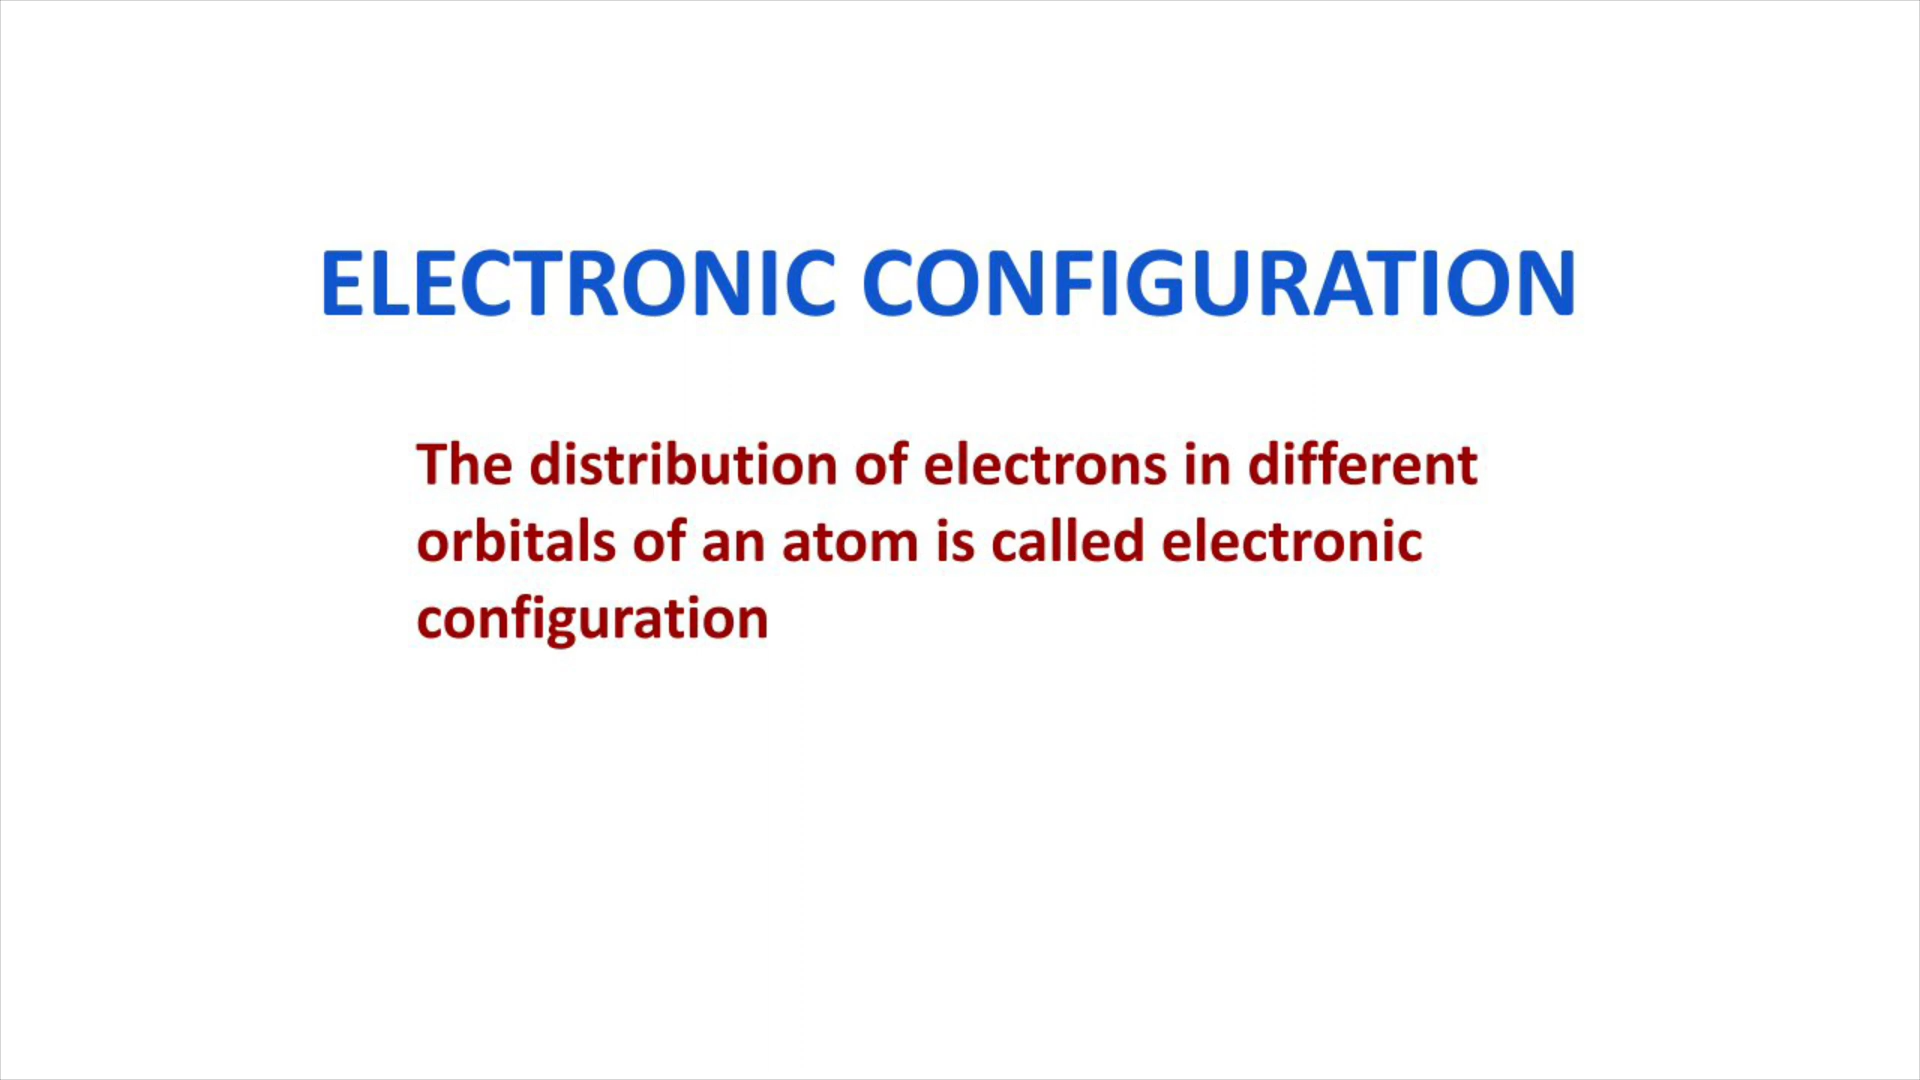 ELECTRONIC CONFIGURATION
The distribution of electrons in different
orbitals of an atom is called electronic
configuration